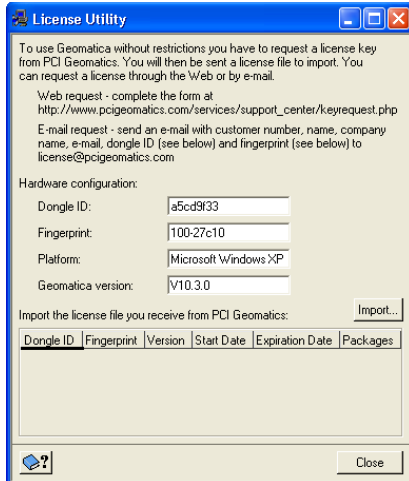 License Utility
To use Geomatica without restrictions you have to request a license key
from PCI Geomatics. You will then be sent a license file to import. You
can request a license through the Web or by e-mail.
Web request - complete the form at
http://www.pcigeomatics.com/services/support_center/keyrequest.php
E-mail request - send an e-mail with customer number, name, company
name, e-mail, dongle ID (see below) and fingerprint (see below) to
license@pcigeomatics.com
Hardware configuration:
Dongle ID: a5cd9f33
Fingerprint: 100-27c10
Platform: Microsoft Windows XP
Geomatica version: V10.3.0
Import the license file you receive from PCI Geomatics: Import...
Dongle ID Fingerprint Version Start Date Expiration Date Packages
? Close